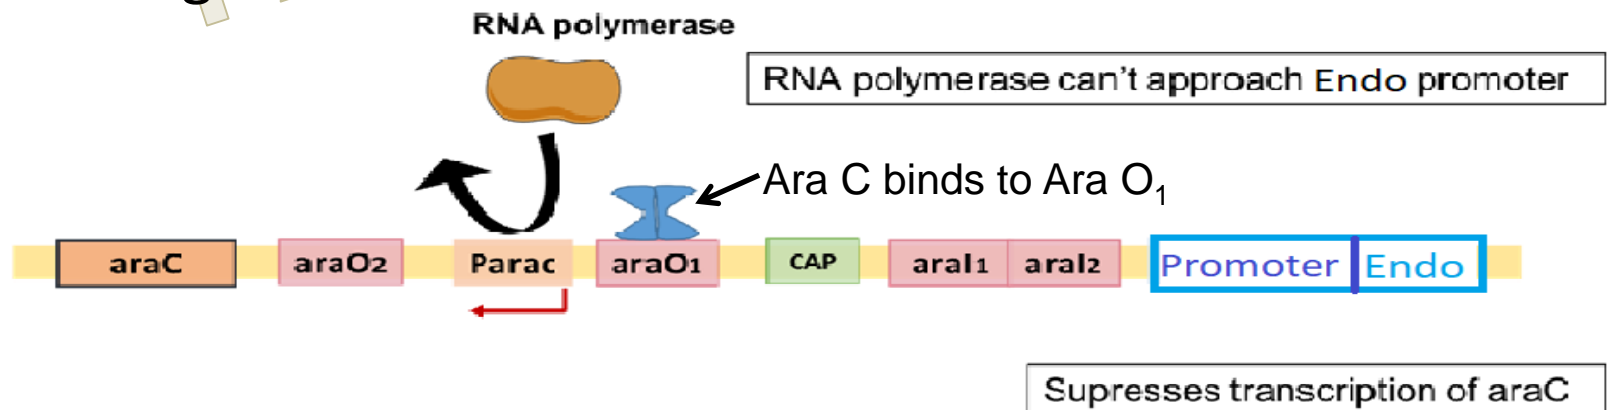 RNA polymerase
RNA polymerase can't approach Endo promoter
Ara C binds to Ara O₁
araC araO₂ Parac araO₁ CAP araI₁ araI₂ Promoter Endo
Supresses transcription of araC